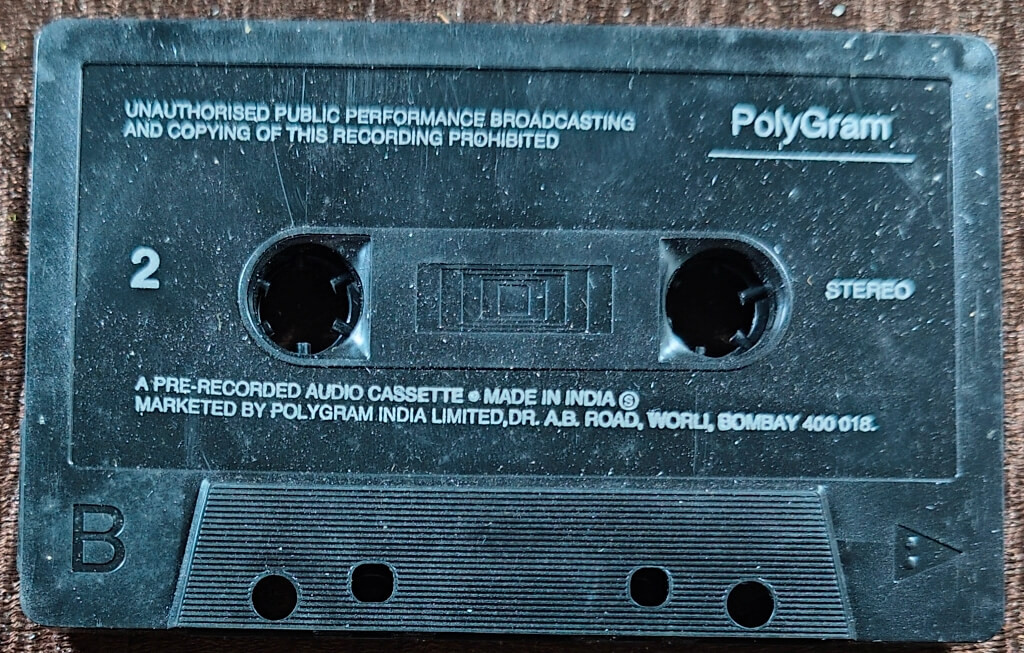 UNAUTHORISED PUBLIC PERFORMANCE BROADCASTING
AND COPYING OF THIS RECORDING PROHIBITED
PolyGram
2
STEREO
A PRE-RECORDED AUDIO CASSETTE • MADE IN INDIA Ⓢ
MARKETED BY POLYGRAM INDIA LIMITED, DR. A.B. ROAD, WORLI, BOMBAY 400 018.
B